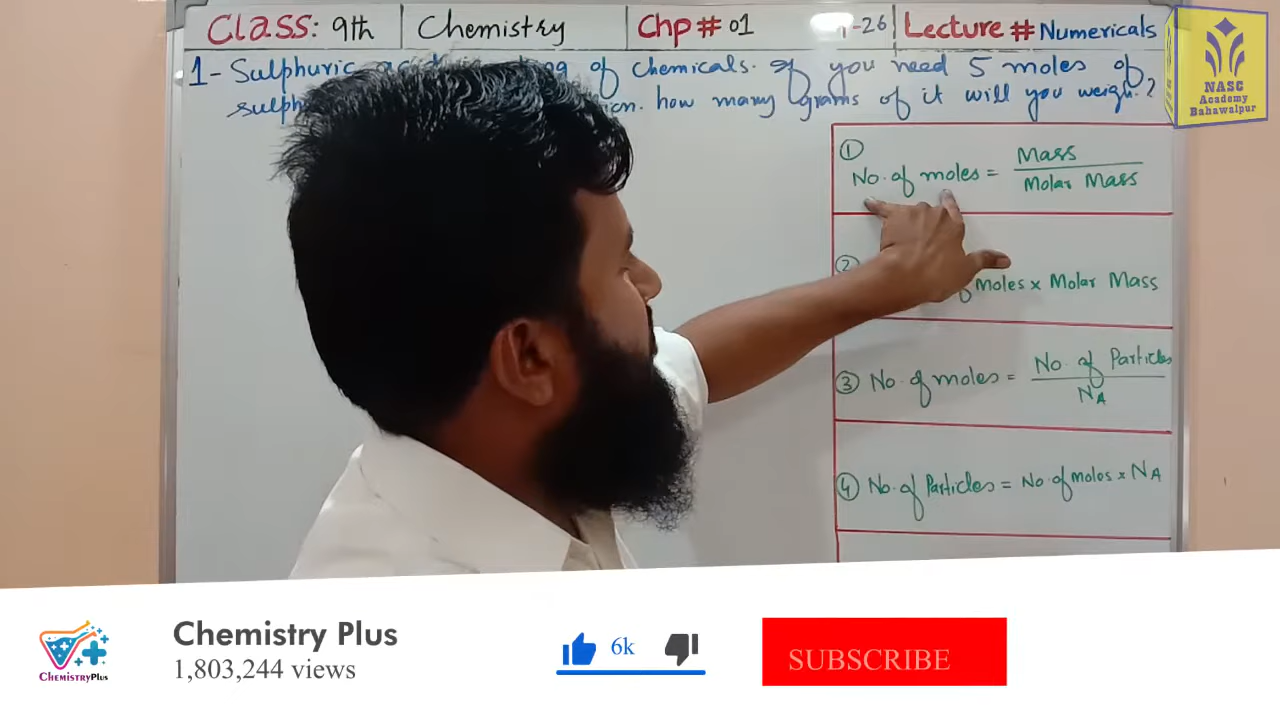 Class: 9th
Chemistry
Chp # 01
-26
Lecture # Numericals
1- Sulphuric of chemicals. If you need 5 moles of
how many grams of it will you weigh.?
NASC
Academy
Bahawalpur
①
No. of moles = Mass / Molar Mass
②
moles x Molar Mass
③ No. of moles = No. of Particles / NA
④ No. of Particles = No. of moles x NA
Chemistry Plus
1,803,244 views
6k
SUBSCRIBE
ChemistryPlus